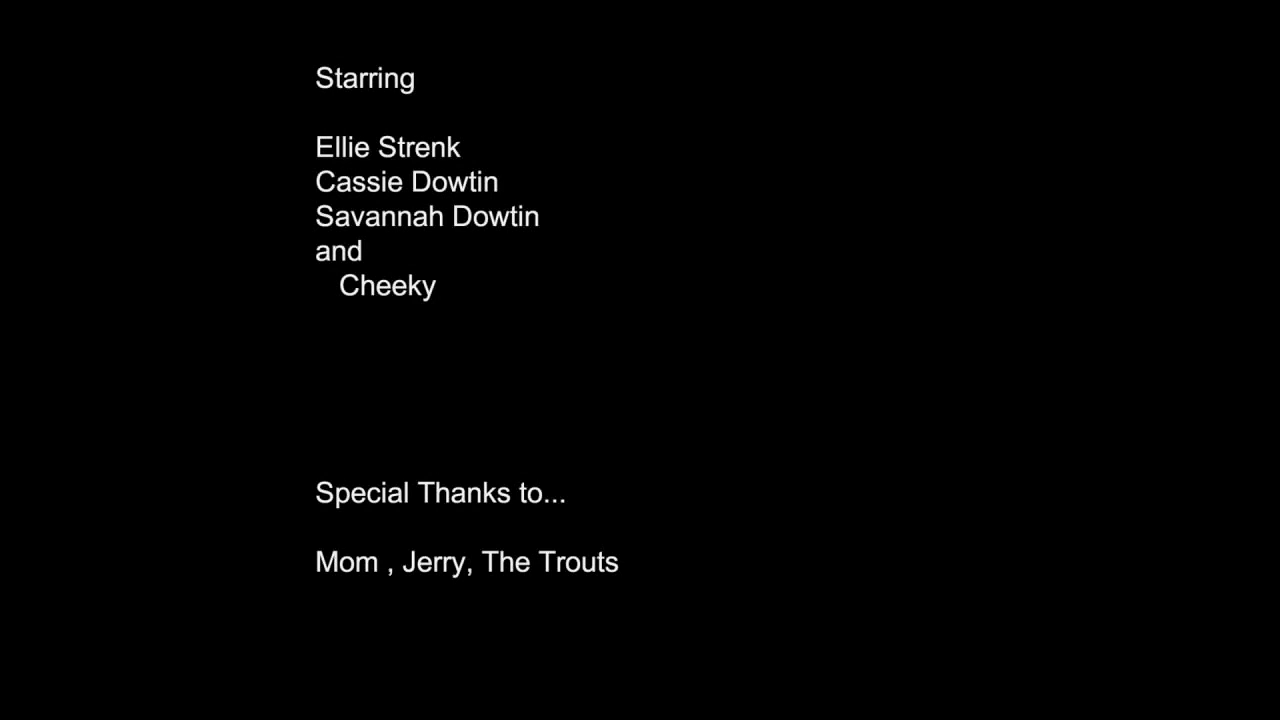 Starring
Ellie Strenk
Cassie Dowtin
Savannah Dowtin
and
Cheeky
Special Thanks to...
Mom , Jerry, The Trouts